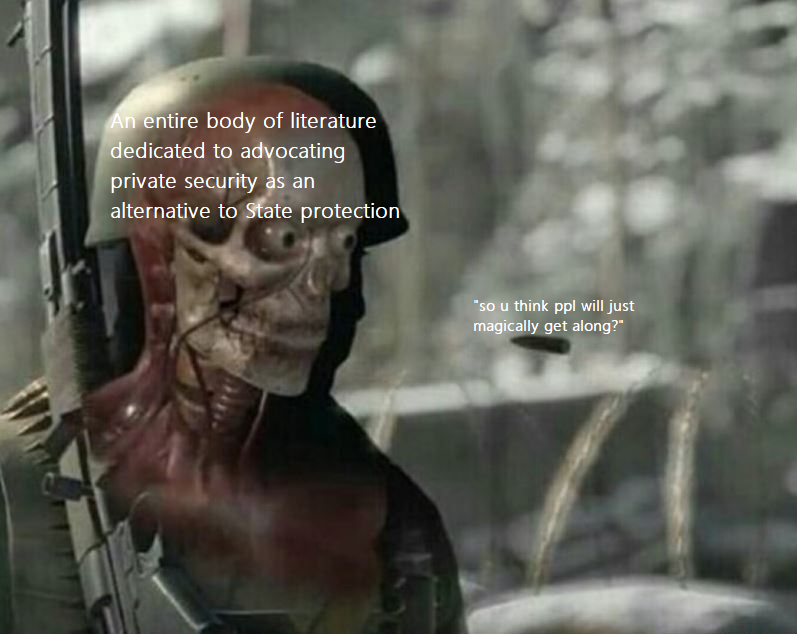 An entire body of literature
dedicated to advocating
private security as an
alternative to State protection
"so u think ppl will just
magically get along?"